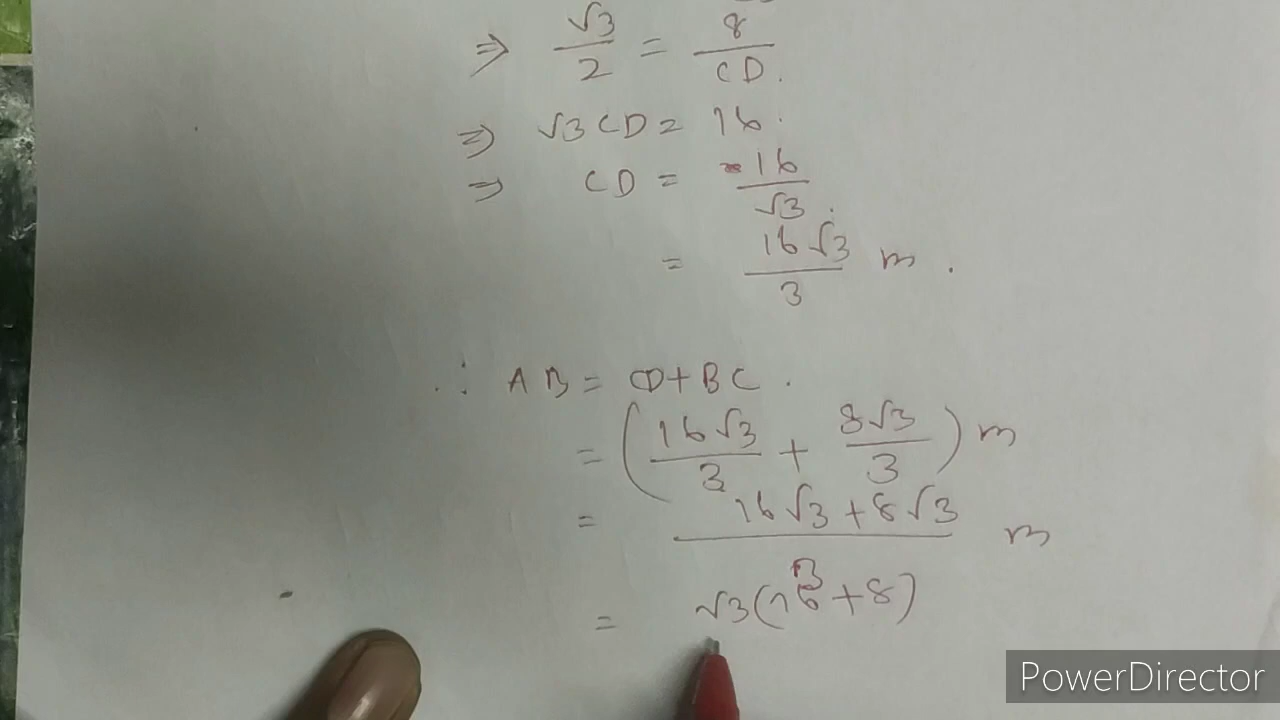 ⇒ √3/2 = 8/CD.
⇒ √3 CD = 16.
⇒ CD = 16/√3.
= 16√3/3 m.
∴ AB = CD+BC.
= (16√3/3 + 8√3/3) m
= (16√3+8√3)/3 m
= √3(16+8)
PowerDirector